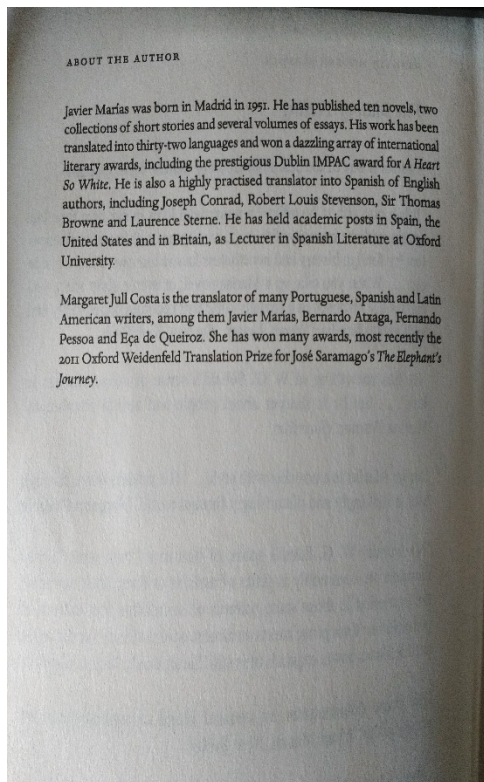 ABOUT THE AUTHOR
Javier Marías was born in Madrid in 1951. He has published ten novels, two
collections of short stories and several volumes of essays. His work has been
translated into thirty-two languages and won a dazzling array of international
literary awards, including the prestigious Dublin IMPAC award for A Heart
So White. He is also a highly practised translator into Spanish of English
authors, including Joseph Conrad, Robert Louis Stevenson, Sir Thomas
Browne and Laurence Sterne. He has held academic posts in Spain, the
United States and in Britain, as Lecturer in Spanish Literature at Oxford
University.
Margaret Jull Costa is the translator of many Portuguese, Spanish and Latin
American writers, among them Javier Marías, Bernardo Atxaga, Fernando
Pessoa and Eça de Queiroz. She has won many awards, most recently the
2011 Oxford Weidenfeld Translation Prize for José Saramago's The Elephant's
Journey.